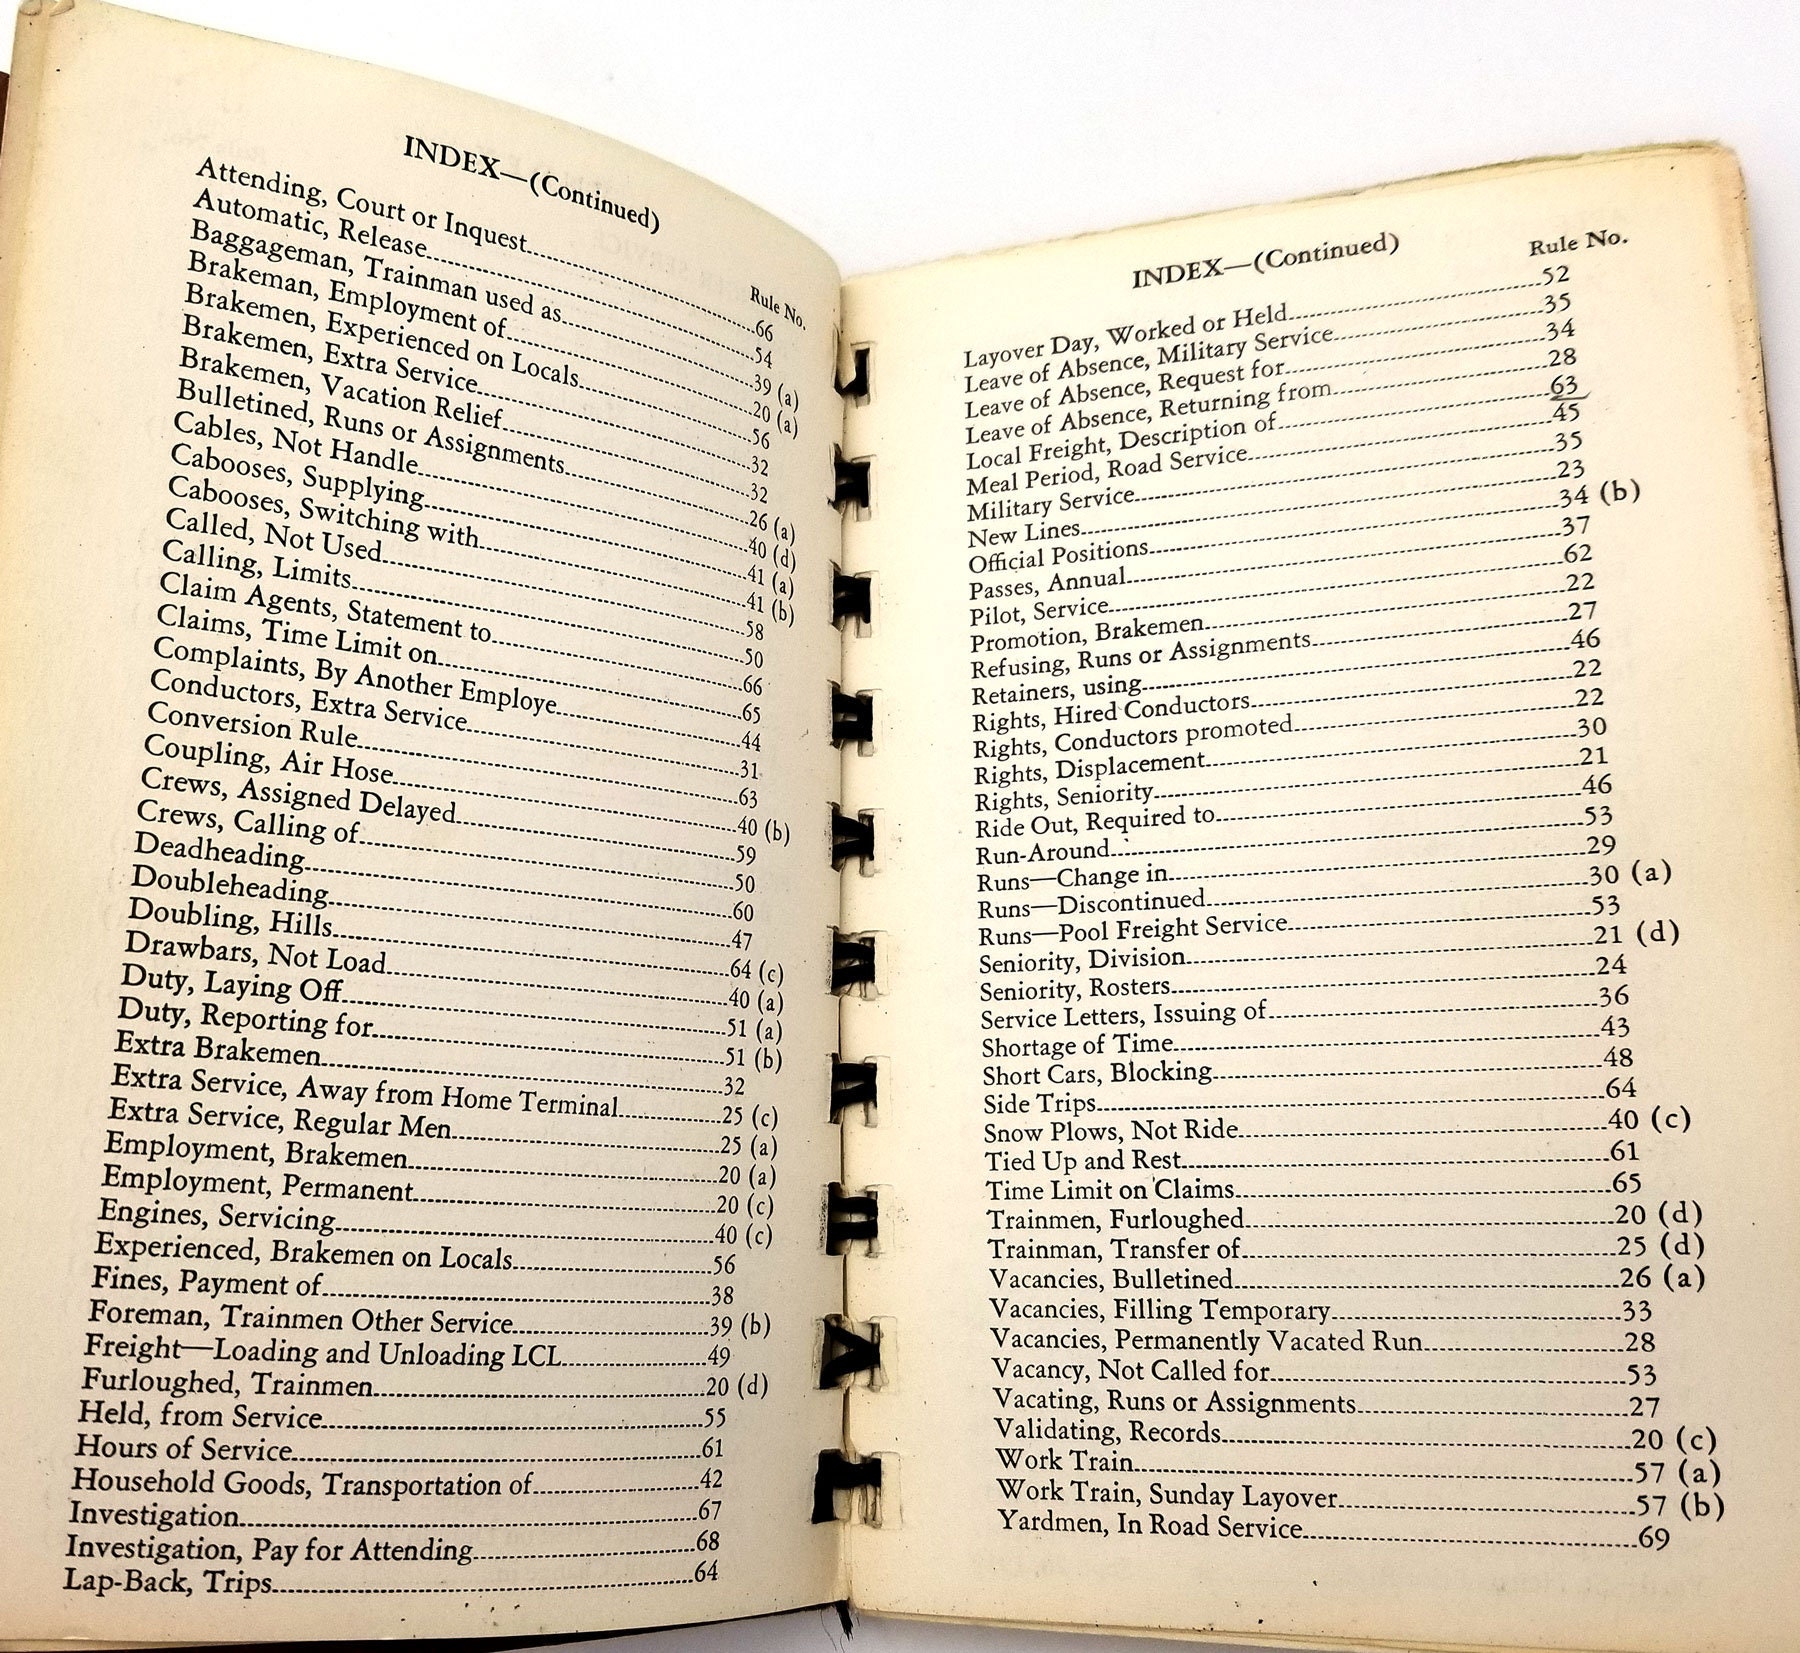 INDEX—(Continued)
Rule No.
Attending, Court or Inquest 66
Automatic, Release 54
Baggageman, Trainman used as 39 (a)
Brakeman, Employment of 20 (a)
Brakemen, Experienced on Locals 56
Brakemen, Extra Service 32
Brakemen, Vacation Relief 32
Bulletined, Runs or Assignments 26 (a)
Cables, Not Handle 40 (d)
Cabooses, Supplying 41 (a)
Cabooses, Switching with 41 (b)
Called, Not Used 58
Calling, Limits 50
Claim Agents, Statement to 66
Claims, Time Limit on 65
Complaints, By Another Employe 44
Conductors, Extra Service 31
Conversion Rule 63
Coupling, Air Hose 40 (b)
Crews, Assigned Delayed 59
Crews, Calling of 50
Deadheading 60
Doubleheading 47
Doubling, Hills 64 (c)
Drawbars, Not Load 40 (a)
Duty, Laying Off 51 (a)
Duty, Reporting for 51 (b)
Extra Brakemen 32
Extra Service, Away from Home Terminal 25 (c)
Extra Service, Regular Men 25 (a)
Employment, Brakemen 20 (a)
Employment, Permanent 20 (c)
Engines, Servicing 40 (c)
Experienced, Brakemen on Locals 56
Fines, Payment of 38
Foreman, Trainmen Other Service 39 (b)
Freight—Loading and Unloading LCL 49
Furloughed, Trainmen 20 (d)
Held, from Service 55
Hours of Service 61
Household Goods, Transportation of 42
Investigation 67
Investigation, Pay for Attending 68
Lap-Back, Trips 64
INDEX—(Continued)
Rule No.
Layover Day, Worked or Held 52
Leave of Absence, Military Service 35
Leave of Absence, Request for 34
Leave of Absence, Returning from 28
Local Freight, Description of 63
Meal Period, Road Service 45
Military Service 35
New Lines 23
Official Positions 34 (b)
Passes, Annual 37
Pilot, Service 62
Promotion, Brakemen 22
Refusing, Runs or Assignments 27
Retainers, using 46
Rights, Hired Conductors 22
Rights, Conductors promoted 22
Rights, Displacement 30
Rights, Seniority 21
Ride Out, Required to 46
Run-Around 53
Runs—Change in 29
Runs—Discontinued 30 (a)
Runs—Pool Freight Service 53
Seniority, Division 21 (d)
Seniority, Rosters 24
Service Letters, Issuing of 36
Shortage of Time 43
Short Cars, Blocking 48
Side Trips 64
Snow Plows, Not Ride 40 (c)
Tied Up and Rest 61
Time Limit on Claims 65
Trainmen, Furloughed 20 (d)
Trainman, Transfer of 25 (d)
Vacancies, Bulletined 26 (a)
Vacancies, Filling Temporary 33
Vacancies, Permanently Vacated Run 28
Vacancy, Not Called for 53
Vacating, Runs or Assignments 27
Validating, Records 20 (c)
Work Train 57 (a)
Work Train, Sunday Layover 57 (b)
Yardmen, In Road Service 69